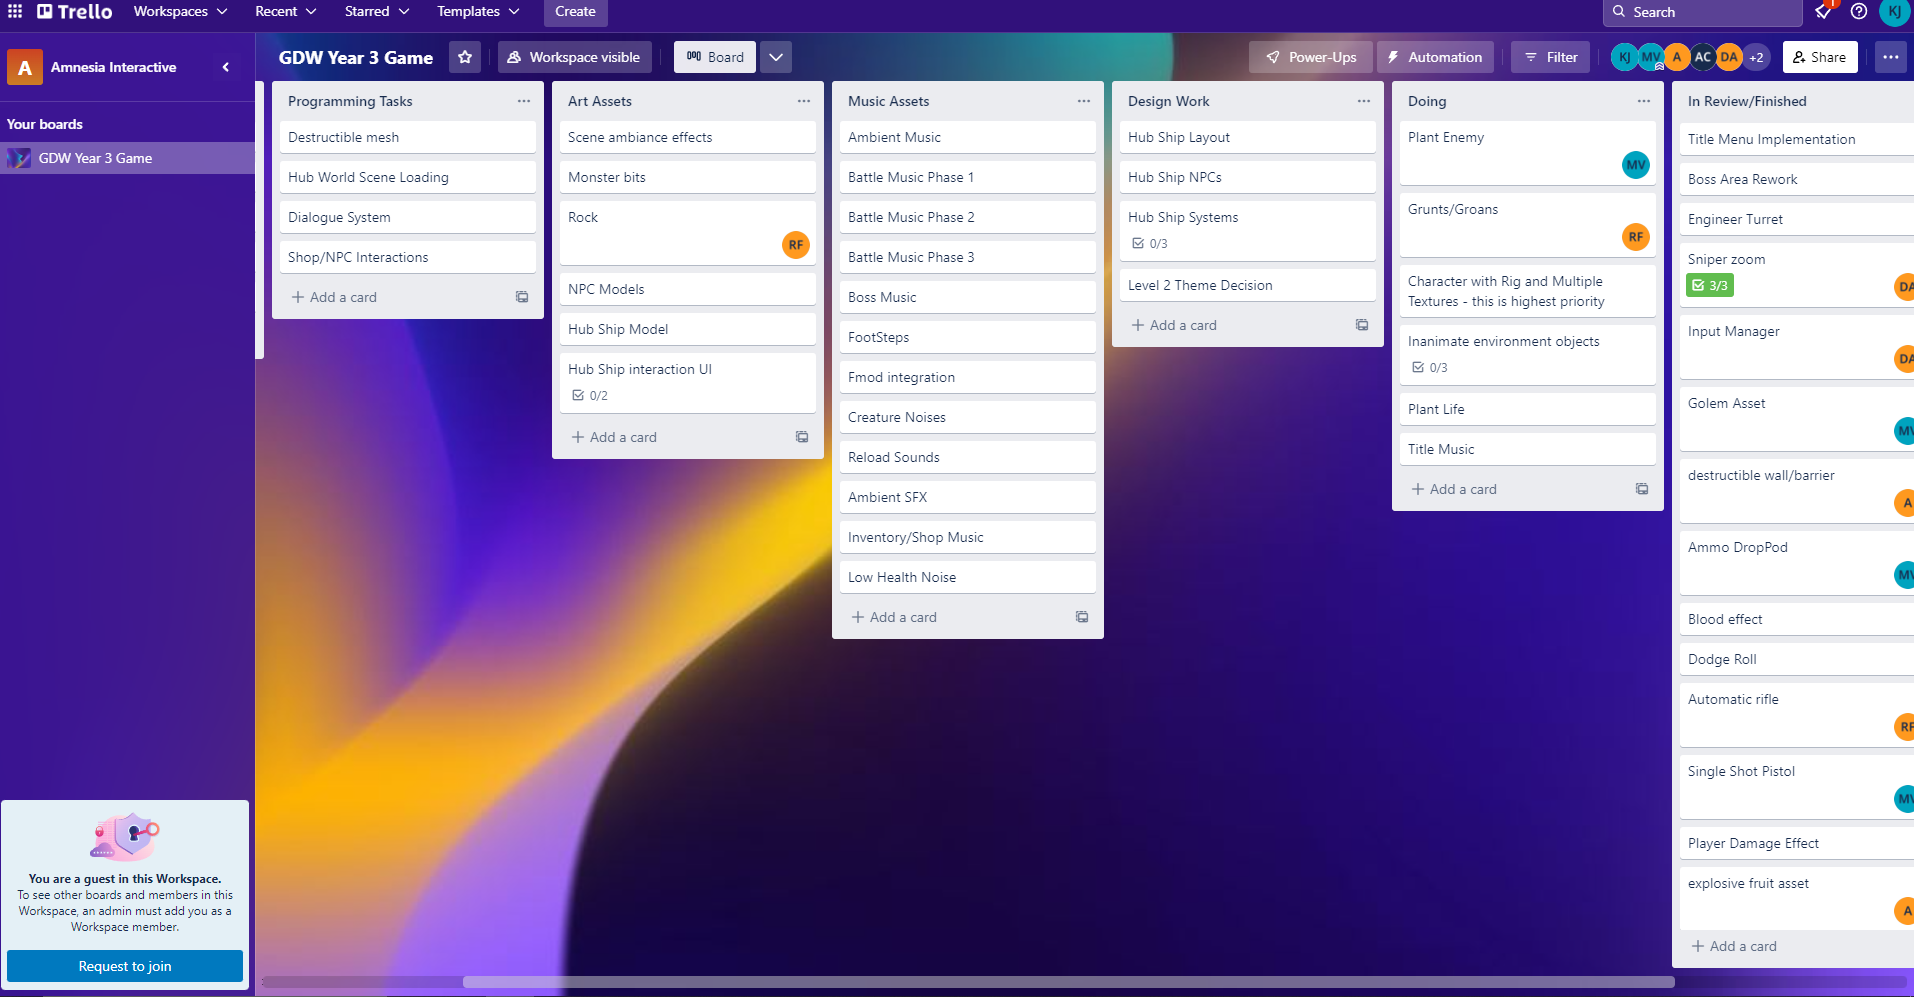 Trello
Workspaces
Recent
Starred
Templates
Create
Search
1
KJ
A
Amnesia Interactive
Your boards
GDW Year 3 Game
You are a guest in this Workspace.
To see other boards and members in this
Workspace, an admin must add you as a
Workspace member.
Request to join
GDW Year 3 Game
Workspace visible
Board
Power-Ups
Automation
Filter
KJ
MV
A
AC
DA
+2
Share
Programming Tasks
Destructible mesh
Hub World Scene Loading
Dialogue System
Shop/NPC Interactions
Add a card
Art Assets
Scene ambiance effects
Monster bits
Rock
RF
NPC Models
Hub Ship Model
Hub Ship interaction UI
0/2
Add a card
Music Assets
Ambient Music
Battle Music Phase 1
Battle Music Phase 2
Battle Music Phase 3
Boss Music
FootSteps
Fmod integration
Creature Noises
Reload Sounds
Ambient SFX
Inventory/Shop Music
Low Health Noise
Add a card
Design Work
Hub Ship Layout
Hub Ship NPCs
Hub Ship Systems
0/3
Level 2 Theme Decision
Add a card
Doing
Plant Enemy
MV
Grunts/Groans
RF
Character with Rig and Multiple
Textures - this is highest priority
Inanimate environment objects
0/3
Plant Life
Title Music
Add a card
In Review/Finished
Title Menu Implementation
Boss Area Rework
Engineer Turret
Sniper zoom
3/3
DA
Input Manager
DA
Golem Asset
MV
destructible wall/barrier
A
Ammo DropPod
MV
Blood effect
Dodge Roll
Automatic rifle
RF
Single Shot Pistol
MV
Player Damage Effect
explosive fruit asset
A
Add a card